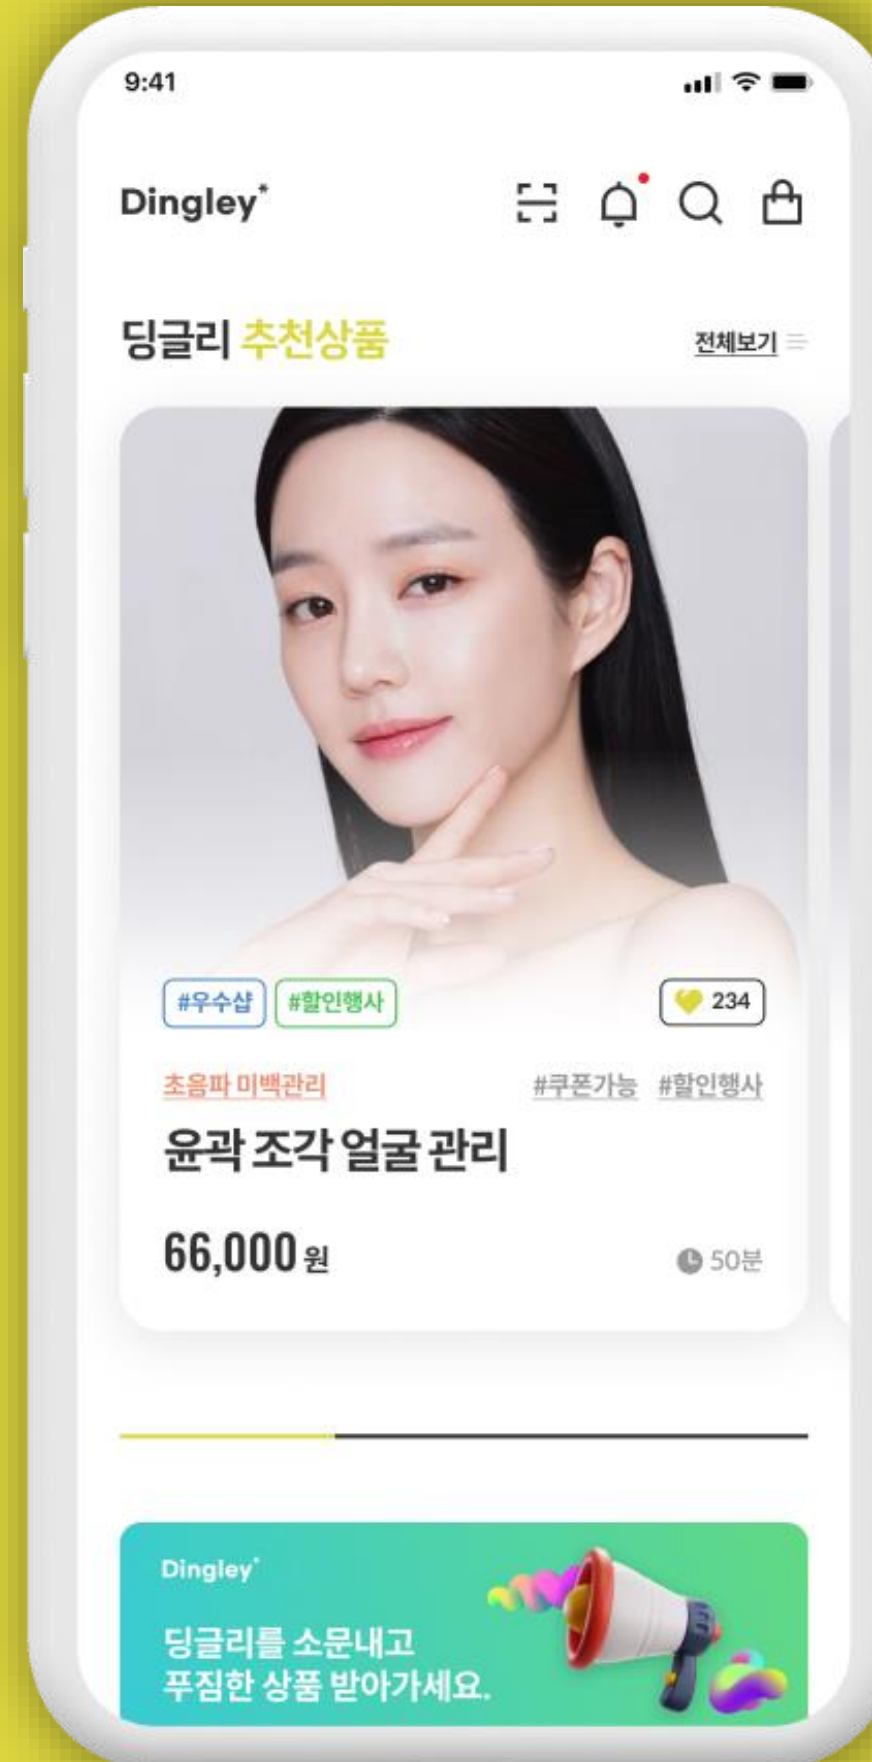 9:41
Dingley*
딩글리 추천상품
전체보기
#우수샵 #할인행사 234
초음파 미백관리 #쿠폰가능 #할인행사
윤곽 조각 얼굴 관리
66,000 원 50분
Dingley*
딩글리를 소문내고
푸짐한 상품 받아가세요.